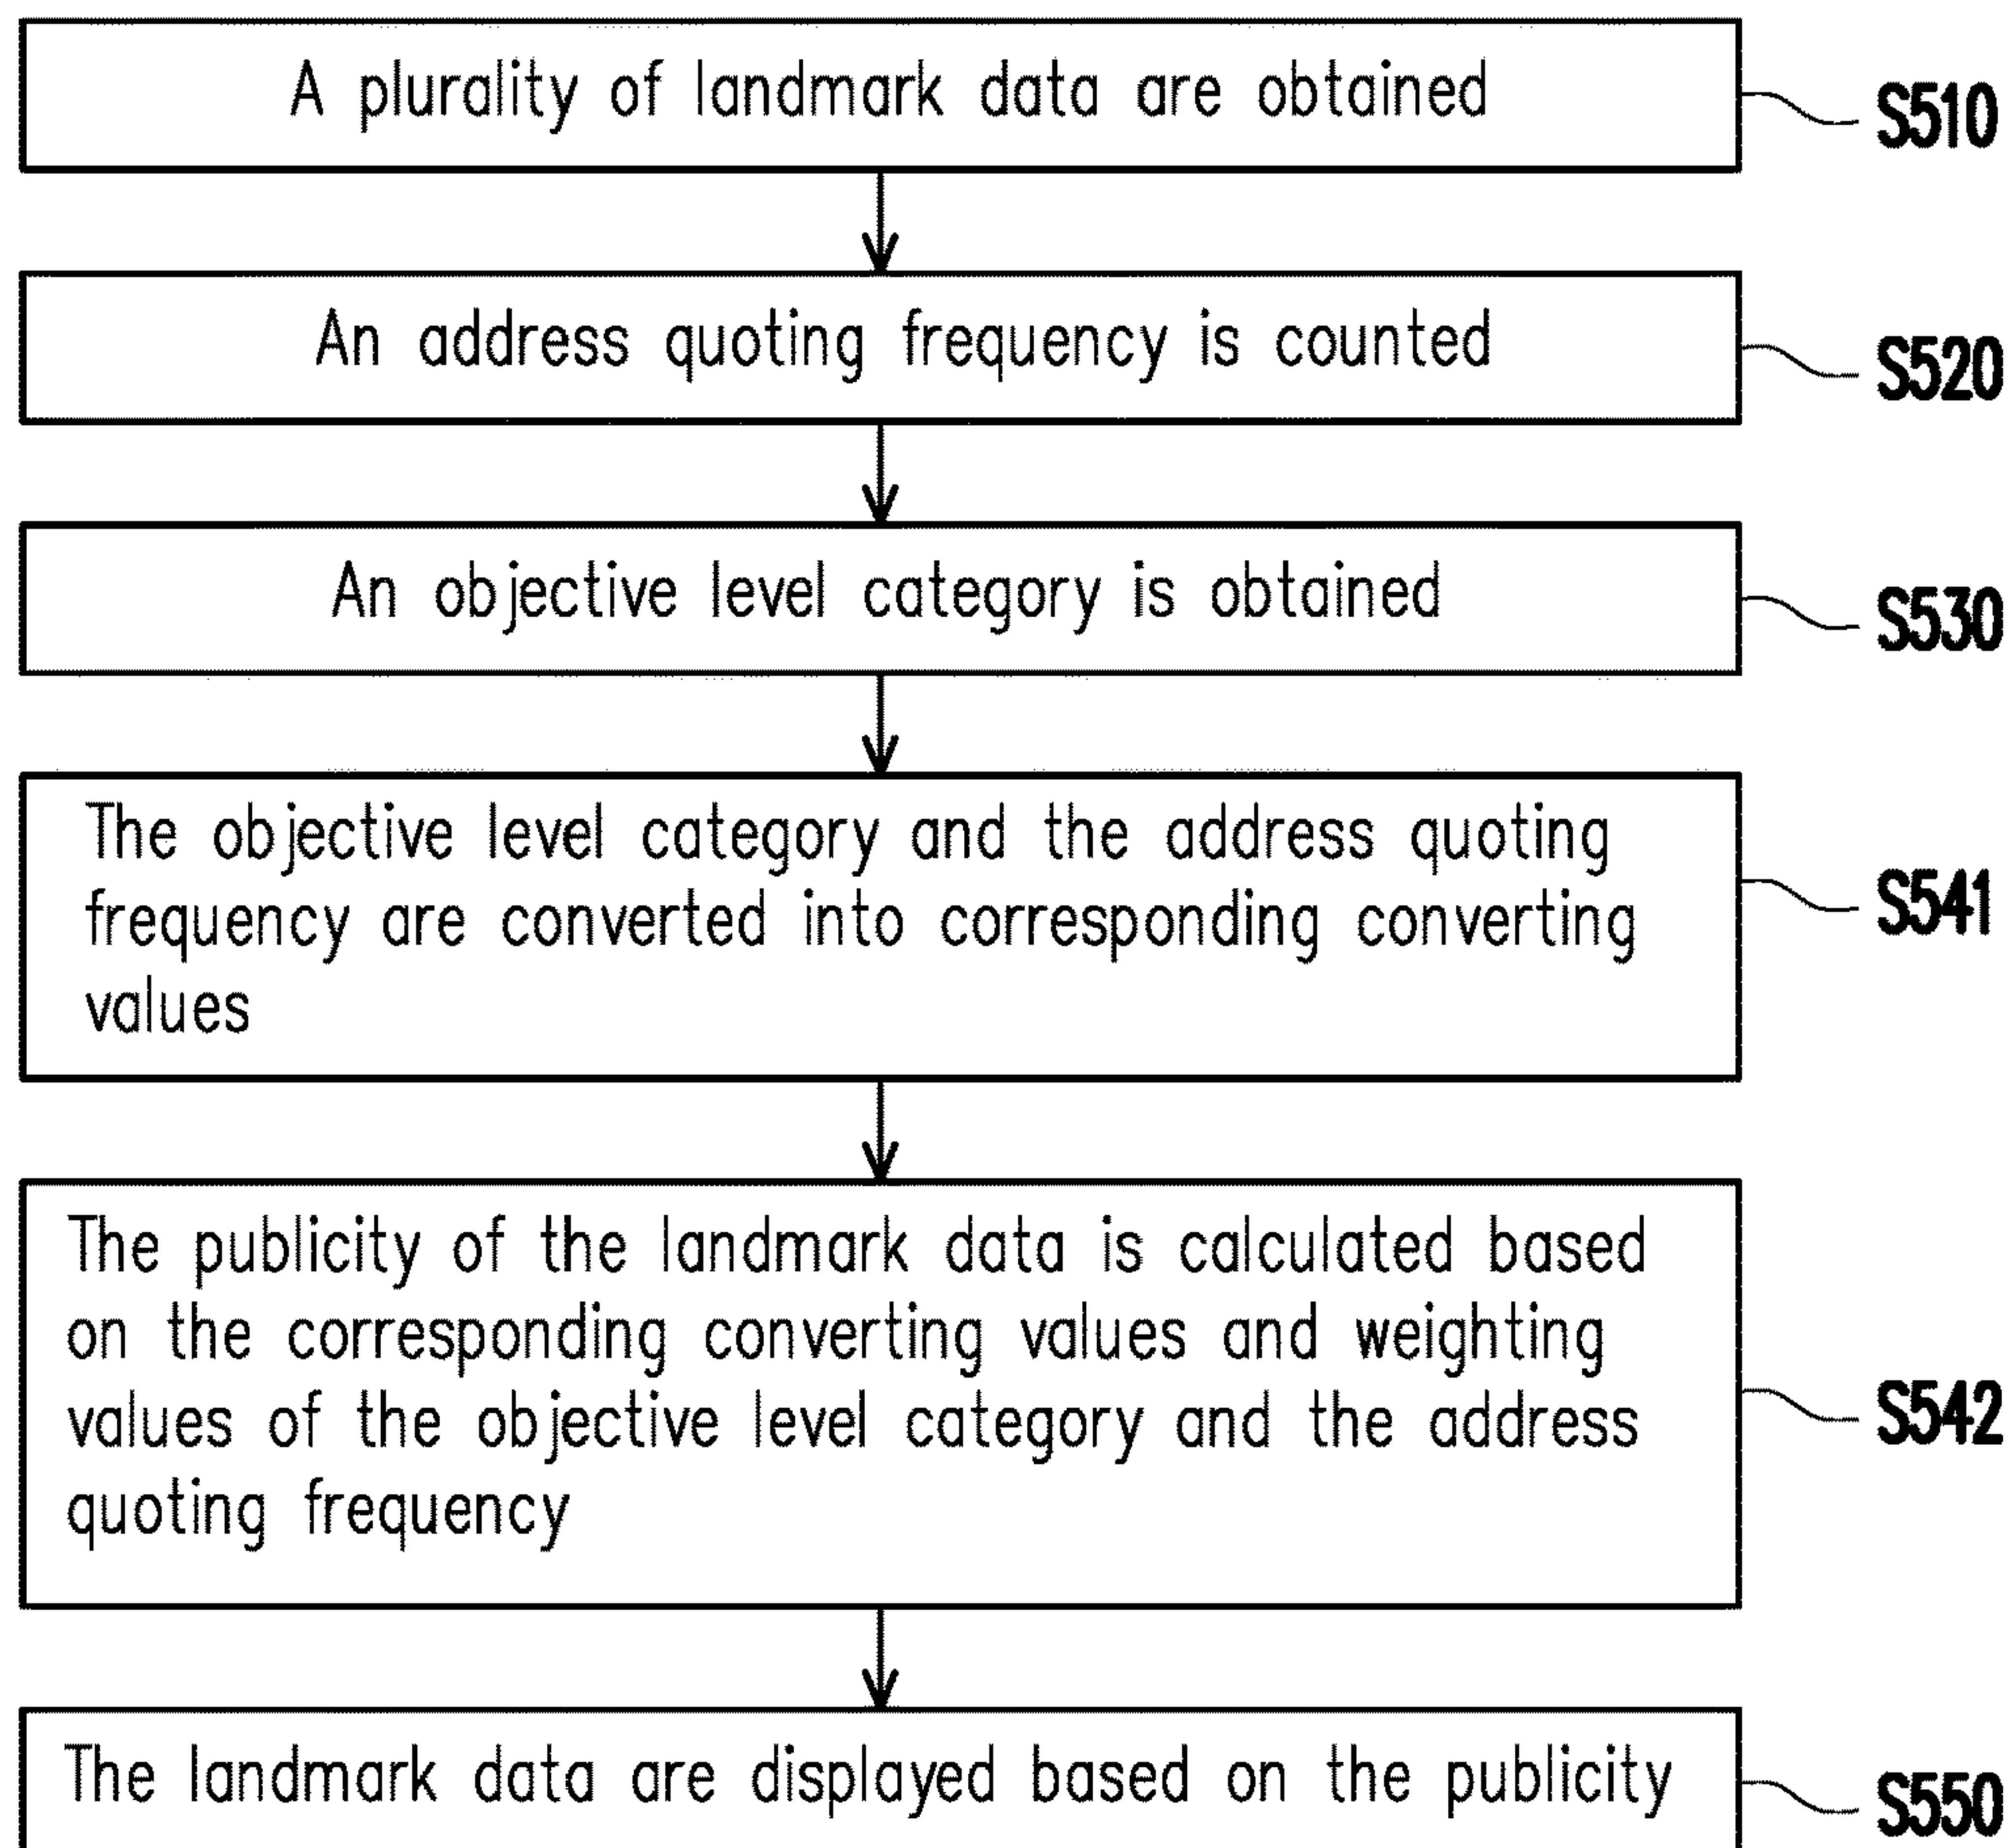 A plurality of landmark data are obtained
S510
An address quoting frequency is counted
S520
An objective level category is obtained
S530
The objective level category and the address quoting
frequency are converted into corresponding converting
values
S541
The publicity of the landmark data is calculated based
on the corresponding converting values and weighting
values of the objective level category and the address
quoting frequency
S542
The landmark data are displayed based on the publicity
S550